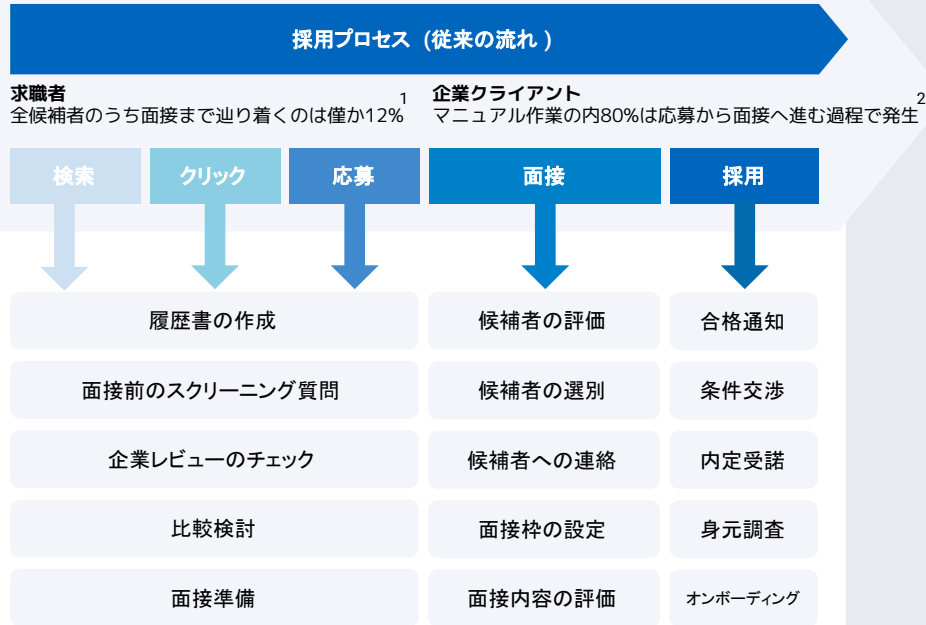 採用プロセス (従来の流れ )
求職者
全候補者のうち面接まで辿り着くのは僅か12% 1
企業クライアント
マニュアル作業の内80%は応募から面接へ進む過程で発生 2
検索
クリック
応募
面接
採用
履歴書の作成
候補者の評価
合格通知
面接前のスクリーニング質問
候補者の選別
条件交渉
企業レビューのチェック
候補者への連絡
内定受諾
比較検討
面接枠の設定
身元調査
面接準備
面接内容の評価
オンボーディング